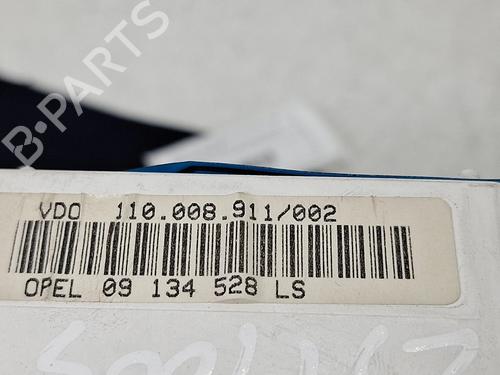 B-PARTS
VDO 110.008.911/002
OPEL 09 134 528 LS